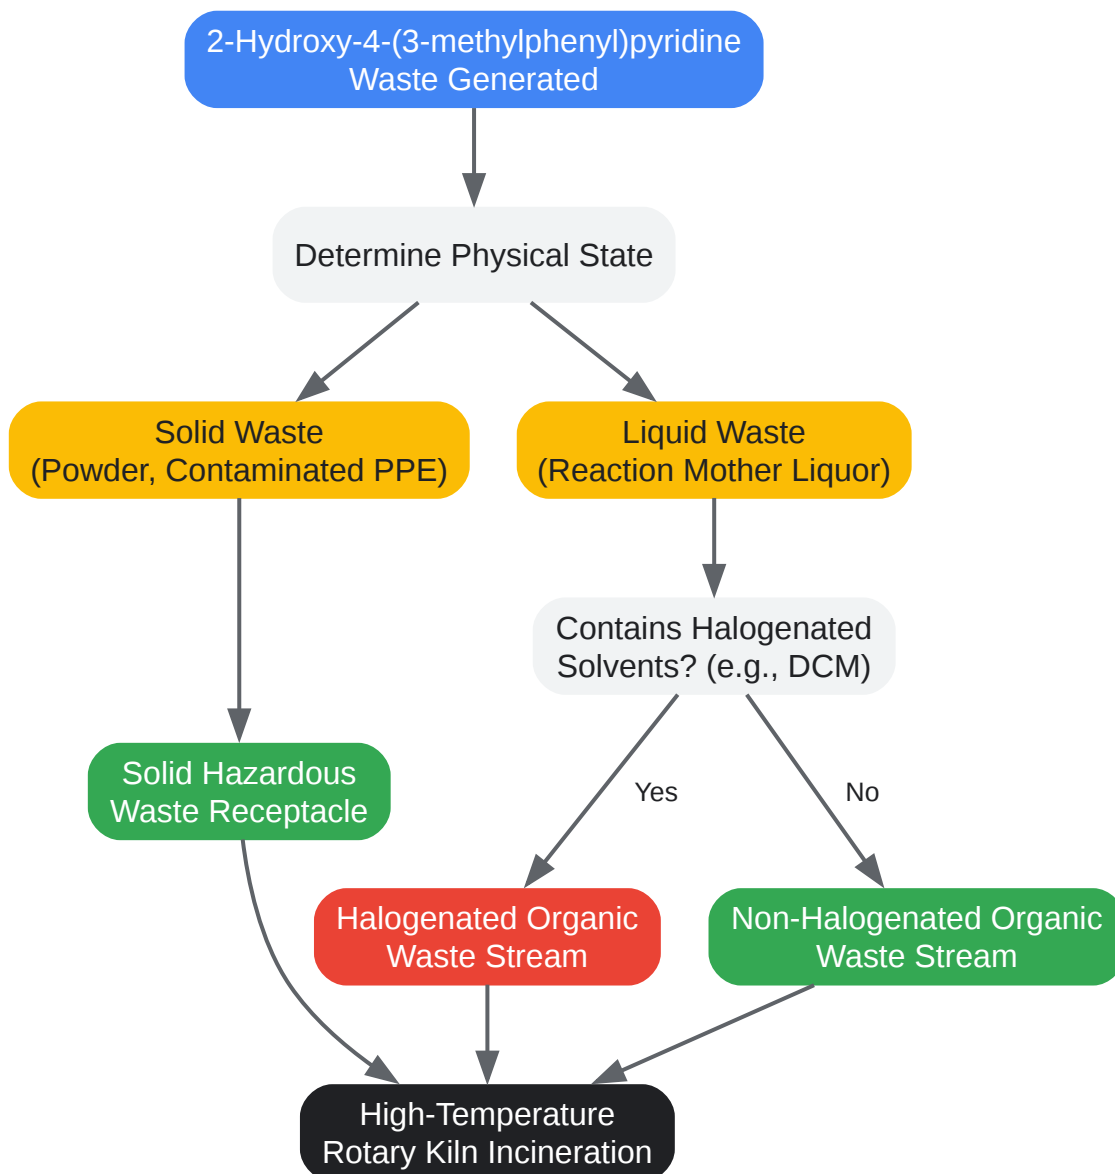 2-Hydroxy-4-(3-methylphenyl)pyridine
Waste Generated
Determine Physical State
Solid Waste
(Powder, Contaminated PPE)
Liquid Waste
(Reaction Mother Liquor)
Contains Halogenated
Solvents? (e.g., DCM)
Solid Hazardous
Waste Receptacle
Yes
No
Halogenated Organic
Waste Stream
Non-Halogenated Organic
Waste Stream
High-Temperature
Rotary Kiln Incineration